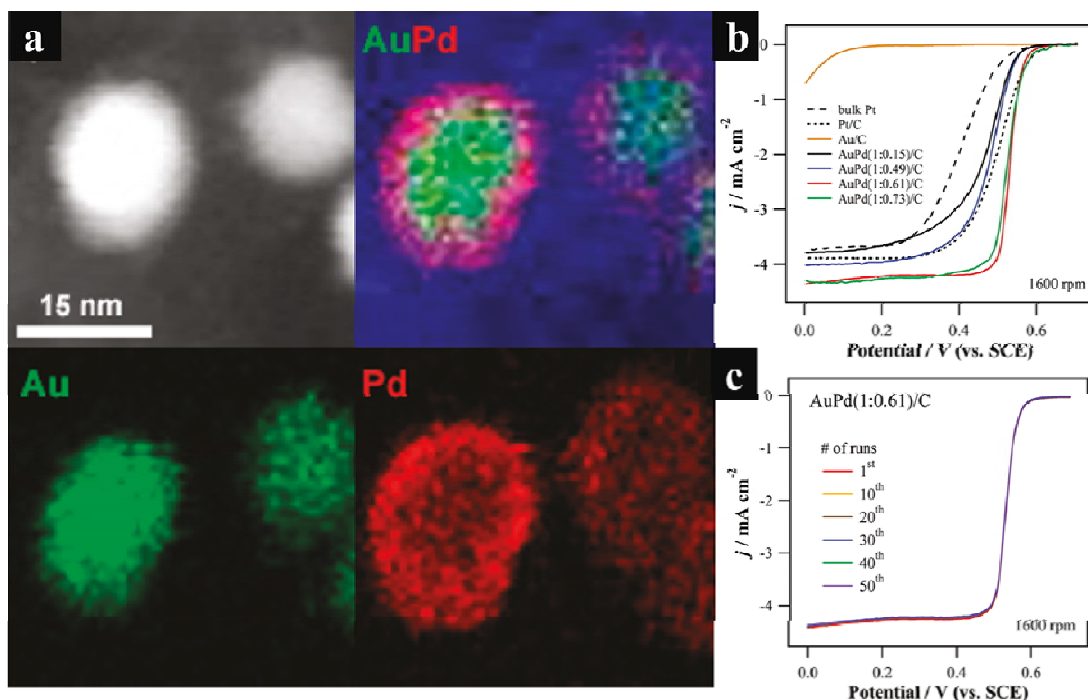 a
AuPd
15 nm
Au
Pd
b
0
-1
-2
-3
-4
j / mA cm⁻²
bulk Pt
Pt/C
Au/C
AuPd(1:0.15)/C
AuPd(1:0.49)/C
AuPd(1:0.61)/C
AuPd(1:0.73)/C
1600 rpm
0.0 0.2 0.4 0.6
Potential / V (vs. SCE)
c
AuPd(1:0.61)/C
0
-1
-2
-3
-4
j / mA cm⁻²
# of runs
1st
10th
20th
30th
40th
50th
1600 rpm
0.0 0.2 0.4 0.6
Potential / V (vs. SCE)